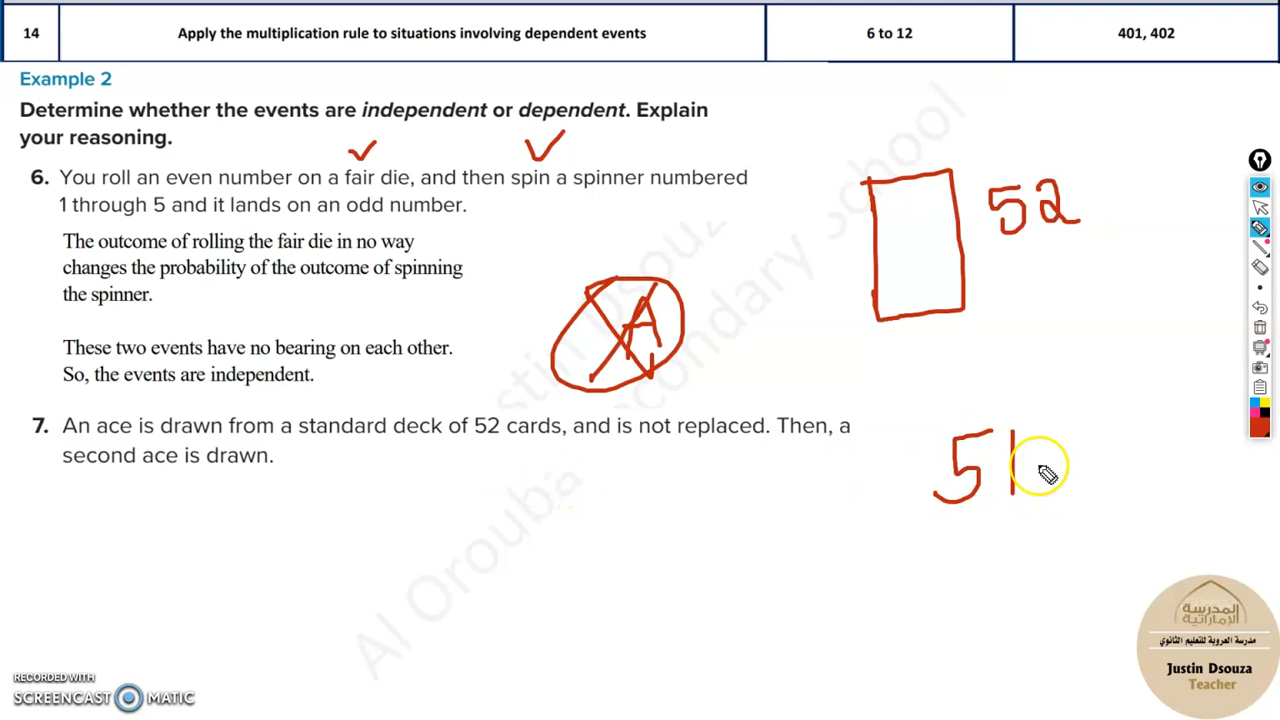 14 Apply the multiplication rule to situations involving dependent events 6 to 12 401, 402
Example 2
Determine whether the events are independent or dependent. Explain
your reasoning.
6. You roll an even number on a fair die, and then spin a spinner numbered
1 through 5 and it lands on an odd number.
52
The outcome of rolling the fair die in no way
changes the probability of the outcome of spinning
the spinner.
A
These two events have no bearing on each other.
So, the events are independent.
7. An ace is drawn from a standard deck of 52 cards, and is not replaced. Then, a
second ace is drawn.
51
المدرسة
الإماراتية
مدرسة العروبة للتعليم الثانوي
Justin Dsouza
Teacher
RECORDED WITH
SCREENCAST MATIC